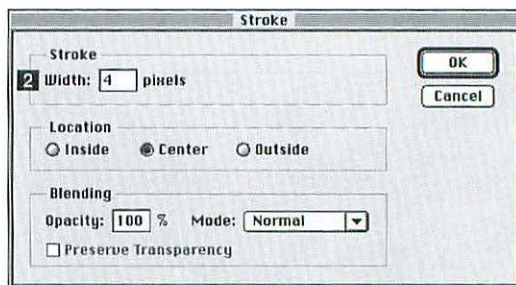 Stroke
Stroke
2 Width: 4 pixels
OK
Cancel
Location
Inside Center Outside
Blending
Opacity: 100 % Mode: Normal
Preserve Transparency